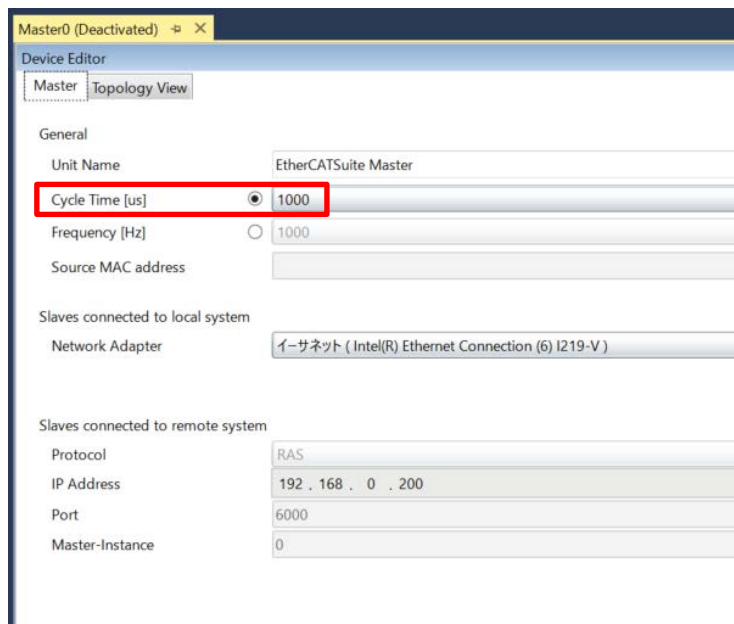 Master0 (Deactivated)
Device Editor
Master Topology View
General
Unit Name EtherCATSuite Master
Cycle Time [us] 1000
Frequency [Hz] 1000
Source MAC address
Slaves connected to local system
Network Adapter イーサネット ( Intel(R) Ethernet Connection (6) I219-V )
Slaves connected to remote system
Protocol RAS
IP Address 192 . 168 . 0 . 200
Port 6000
Master-Instance 0